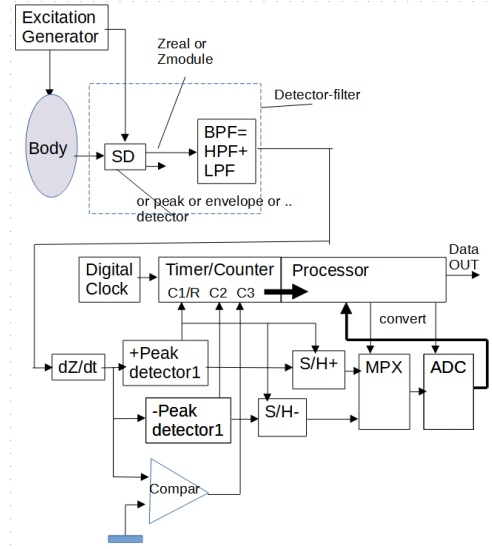 Excitation
Generator
Zreal or
Zmodule
Detector-filter
Body
SD
BPF=
HPF+
LPF
or peak or envelope or ..
detector
Digital
Clock
Timer/Counter
C1/R C2 C3
Processor
Data
OUT
convert
dZ/dt
+Peak
detector1
S/H+
MPX
ADC
-Peak
detector1
S/H-
Compar